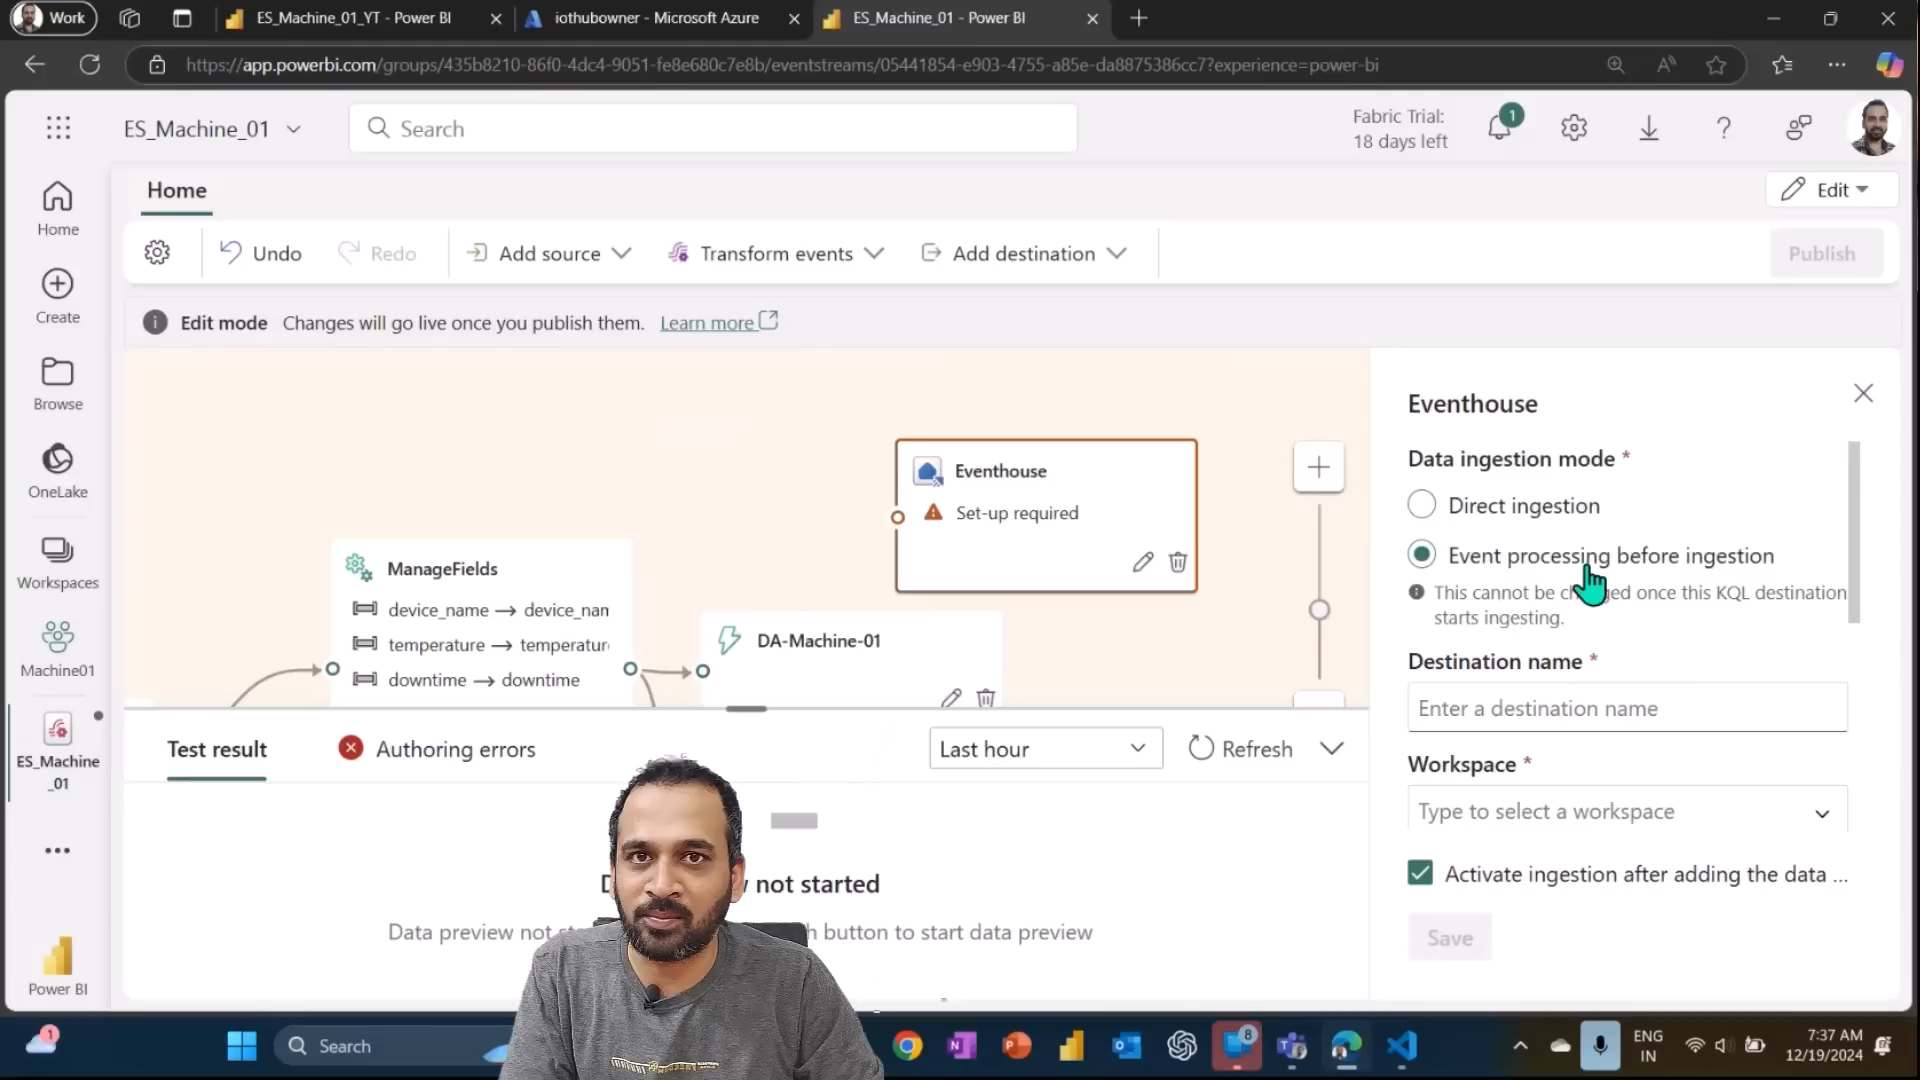 Work
ES_Machine_01_YT - Power BI
iothubowner - Microsoft Azure
ES_Machine_01 - Power BI
https://app.powerbi.com/groups/435b8210-86f0-4dc4-9051-fe8e680c7e8b/eventstreams/05441854-e903-4755-a85e-da8875386cc7?experience=power-bi
ES_Machine_01
Search
Fabric Trial:
18 days left
1
Home
Edit
Undo
Redo
Add source
Transform events
Add destination
Publish
Edit mode Changes will go live once you publish them. Learn more
Home
Create
Browse
OneLake
Workspaces
Machine01
ES_Machine
_01
Power BI
ManageFields
device_name → device_nam
temperature → temperature
downtime → downtime
Eventhouse
Set-up required
DA-Machine-01
Test result
Authoring errors
Last hour
Refresh
not started
Data preview not button to start data preview
Eventhouse
Data ingestion mode *
Direct ingestion
Event processing before ingestion
This cannot be once this KQL destination
starts ingesting.
Destination name *
Enter a destination name
Workspace *
Type to select a workspace
Activate ingestion after adding the data ...
Save
1
Search
8
ENG
IN
7:37 AM
12/19/2024